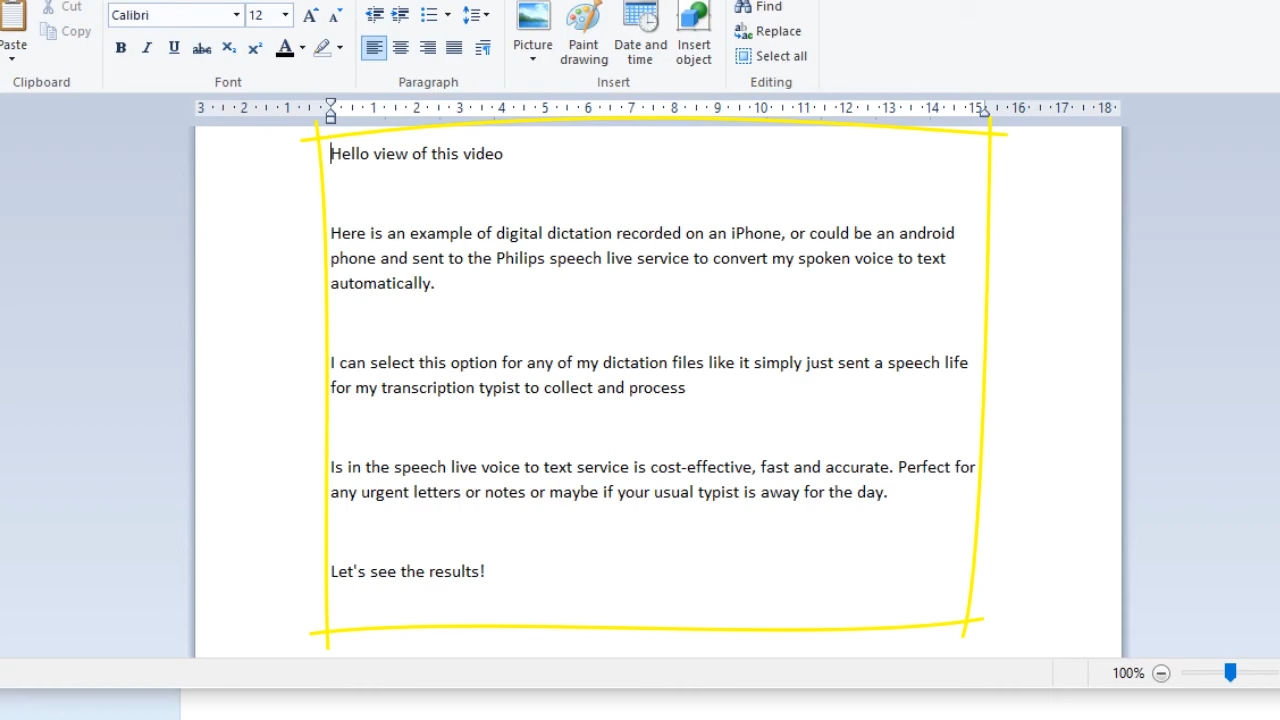 Cut
Calibri
12
Find
Paste
Copy
Replace
B I U abc X₂ X² A
Picture
Paint drawing
Date and time
Insert object
Select all
Clipboard
Font
Paragraph
Insert
Editing
3 2 1 1 2 3 4 5 6 7 8 9 10 11 12 13 14 15 16 17 18
Hello view of this video
Here is an example of digital dictation recorded on an iPhone, or could be an android
phone and sent to the Philips speech live service to convert my spoken voice to text
automatically.
I can select this option for any of my dictation files like it simply just sent a speech life
for my transcription typist to collect and process
Is in the speech live voice to text service is cost-effective, fast and accurate. Perfect for
any urgent letters or notes or maybe if your usual typist is away for the day.
Let's see the results!
100%